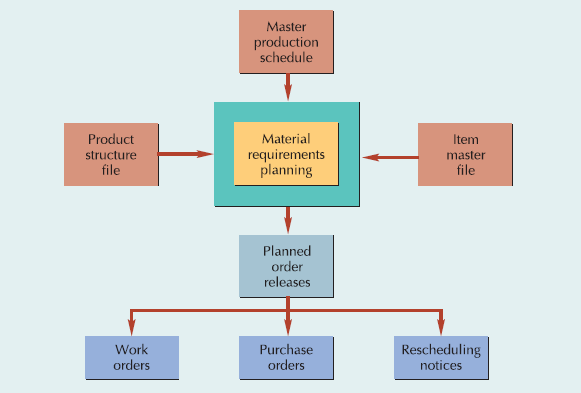 Master
production
schedule
Product
structure
file
Material
requirements
planning
Item
master
file
Planned
order
releases
Work
orders
Purchase
orders
Rescheduling
notices